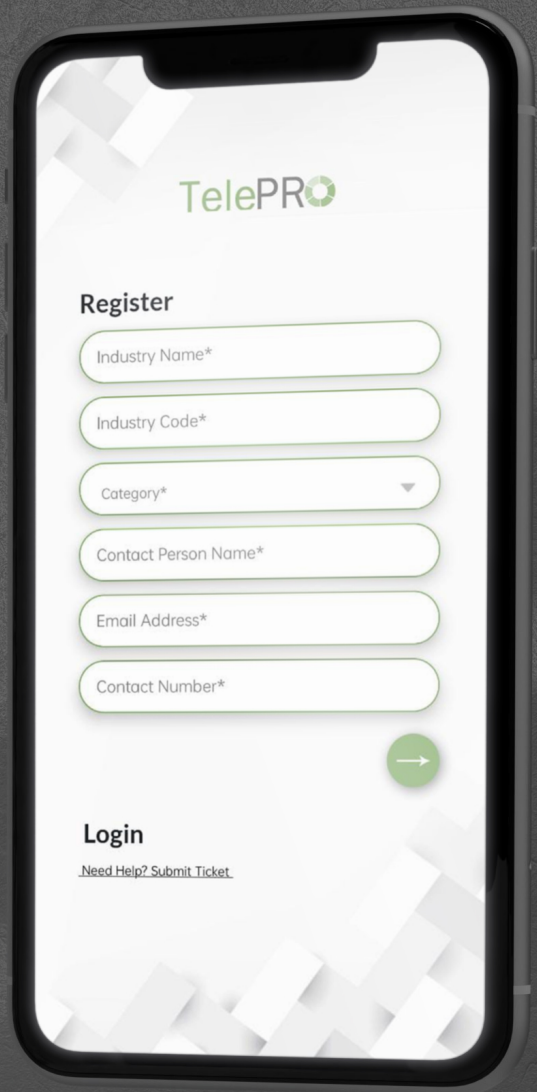 TelePRO
Register
Industry Name*
Industry Code*
Category*
Contact Person Name*
Email Address*
Contact Number*
Login
Need Help? Submit Ticket